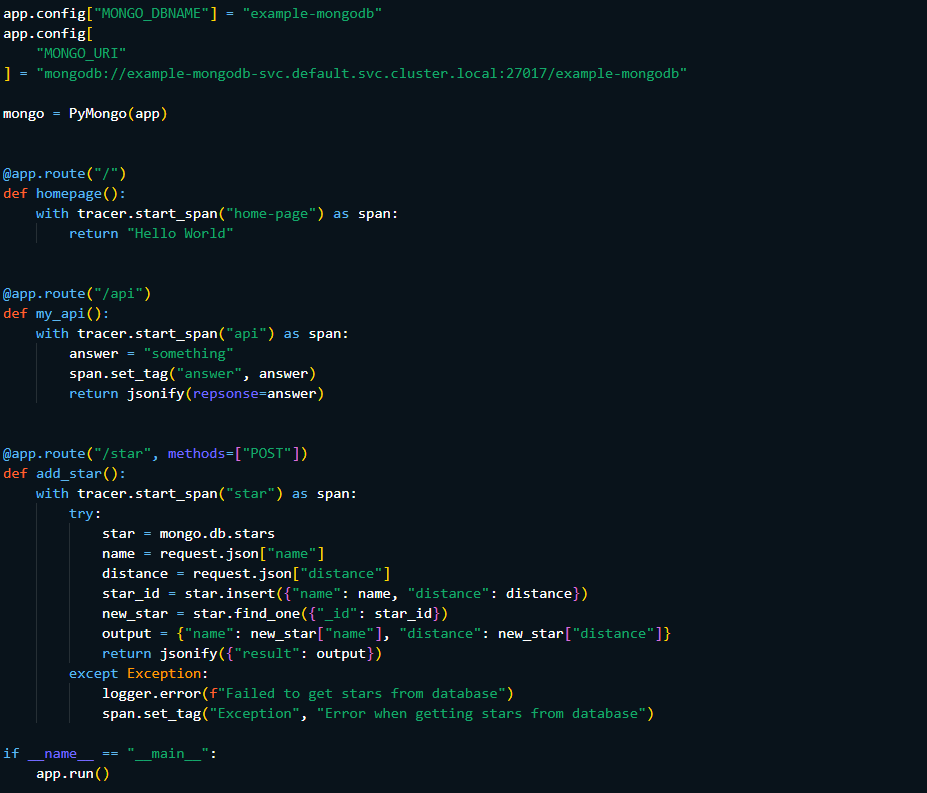 app.config["MONGO_DBNAME"] = "example-mongodb"
app.config[
    "MONGO_URI"
] = "mongodb://example-mongodb-svc.default.svc.cluster.local:27017/example-mongodb"

mongo = PyMongo(app)


@app.route("/")
def homepage():
    with tracer.start_span("home-page") as span:
        return "Hello World"


@app.route("/api")
def my_api():
    with tracer.start_span("api") as span:
        answer = "something"
        span.set_tag("answer", answer)
        return jsonify(repsonse=answer)


@app.route("/star", methods=["POST"])
def add_star():
    with tracer.start_span("star") as span:
        try:
            star = mongo.db.stars
            name = request.json["name"]
            distance = request.json["distance"]
            star_id = star.insert({"name": name, "distance": distance})
            new_star = star.find_one({"_id": star_id})
            output = {"name": new_star["name"], "distance": new_star["distance"]}
            return jsonify({"result": output})
        except Exception:
            logger.error(f"Failed to get stars from database")
            span.set_tag("Exception", "Error when getting stars from database")

if __name__ == "__main__":
    app.run()